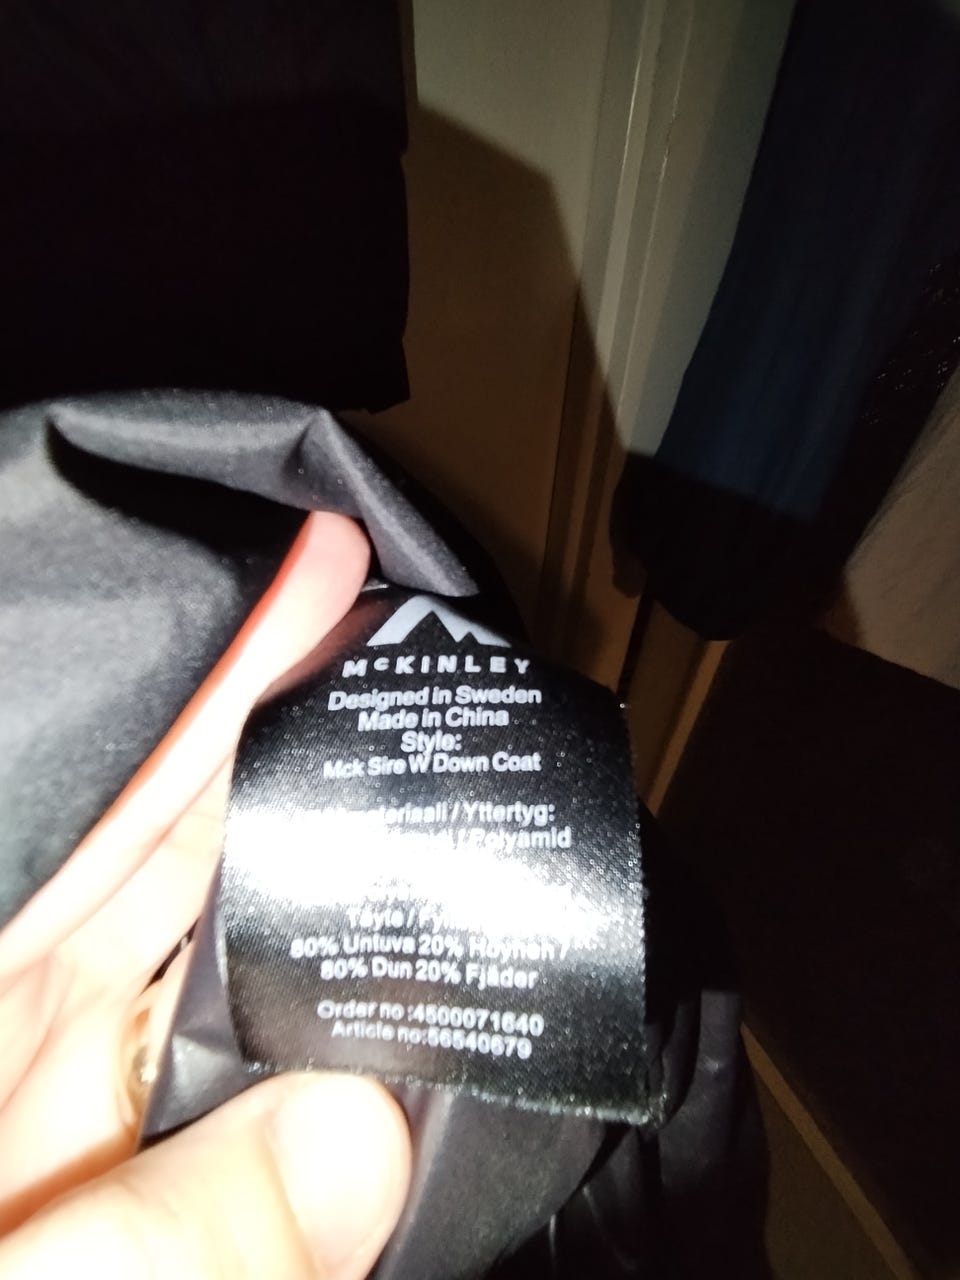 McKINLEY
Designed in Sweden
Made in China
Style:
Mck Sire W Down Coat
/ Yttertyg:
/ Polyamid
Täyte /
80% Untuva 20% Höyhen /
80% Dun 20% Fjäder
Order no :4500071640
Article no:56540679